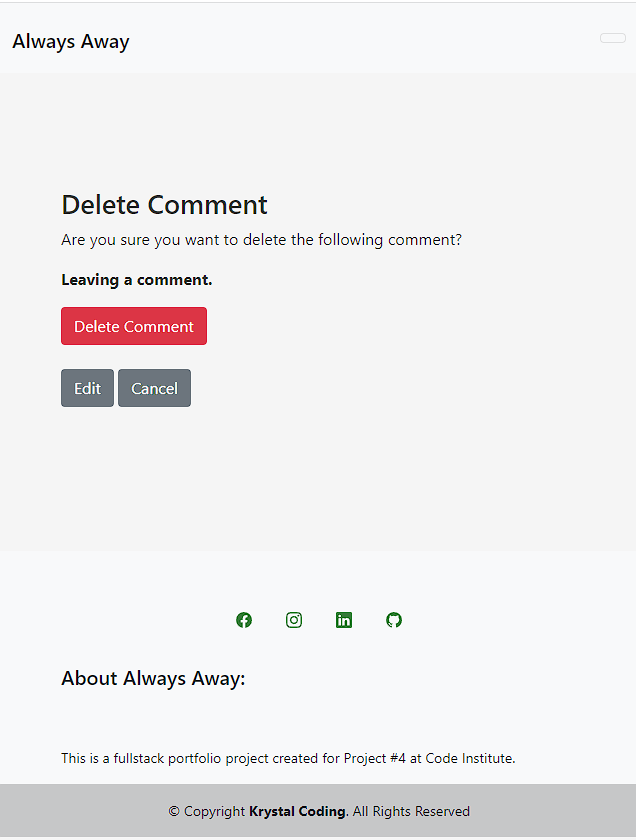 Always Away
Delete Comment
Are you sure you want to delete the following comment?
Leaving a comment.
Delete Comment
Edit Cancel
About Always Away:
This is a fullstack portfolio project created for Project #4 at Code Institute.
© Copyright Krystal Coding. All Rights Reserved